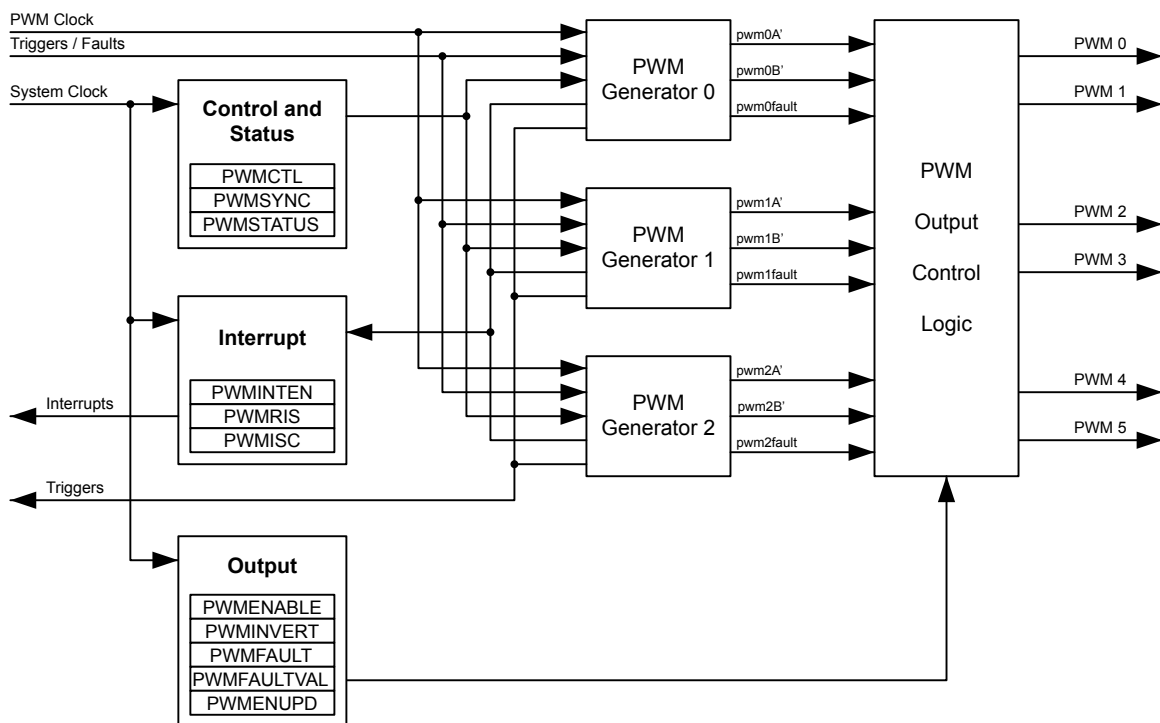 PWM Clock
Triggers / Faults
System Clock
Control and
Status
PWMCTL
PWMSYNC
PWMSTATUS
Interrupt
PWMINTEN
PWMRIS
PWMISC
Interrupts
Triggers
Output
PWMENABLE
PWMINVERT
PWMFAULT
PWMFAULTVAL
PWMENUPD
PWM
Generator 0
pwm0A'
pwm0B'
pwm0fault
PWM
Generator 1
pwm1A'
pwm1B'
pwm1fault
PWM
Generator 2
pwm2A'
pwm2B'
pwm2fault
PWM
Output
Control
Logic
PWM 0
PWM 1
PWM 2
PWM 3
PWM 4
PWM 5